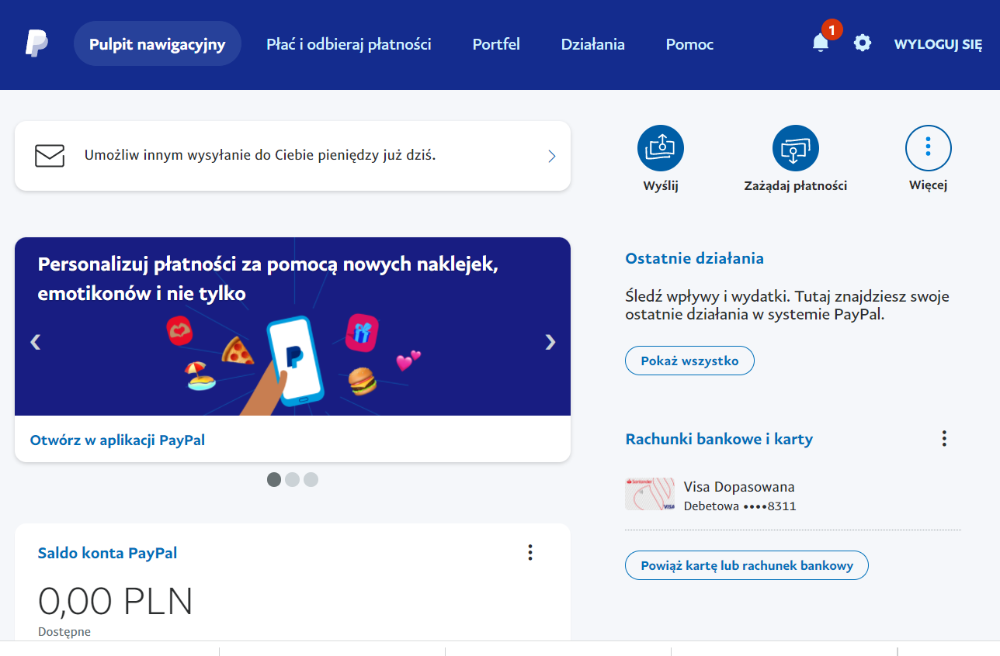 Pulpit nawigacyjny
Płać i odbieraj płatności
Portfel
Działania
Pomoc
1
WYLOGUJ SIĘ
Umożliw innym wysyłanie do Ciebie pieniędzy już dziś.
Wyślij
Zażądaj płatności
Więcej
Personalizuj płatności za pomocą nowych naklejek,
emotikonów i nie tylko
Otwórz w aplikacji PayPal
Saldo konta PayPal
0,00 PLN
Dostępne
Ostatnie działania
Śledź wpływy i wydatki. Tutaj znajdziesz swoje
ostatnie działania w systemie PayPal.
Pokaż wszystko
Rachunki bankowe i karty
Santander
VISA
Visa Dopasowana
Debetowa ••••8311
Powiąż kartę lub rachunek bankowy